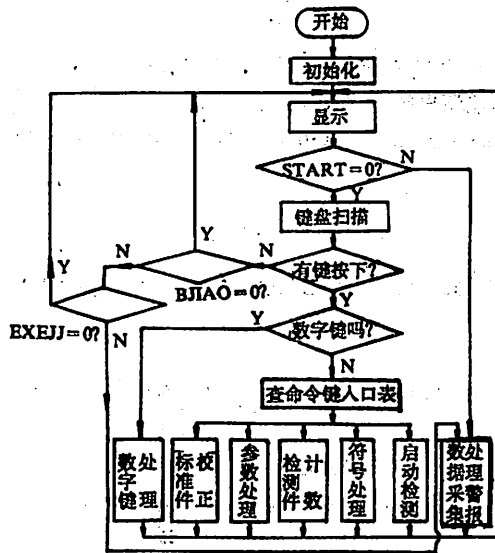 开始
初始化
显示
START=0?
N
Y
键盘扫描
有键按下?
N
Y
BJIAO=0?
Y
N
EXEJJ=0?
Y
N
数字键吗?
Y
N
查命令键入口表
数字键处理
标准件校正
参数处理
检测件计数
符号处理
启动检测
数据采集处理警报